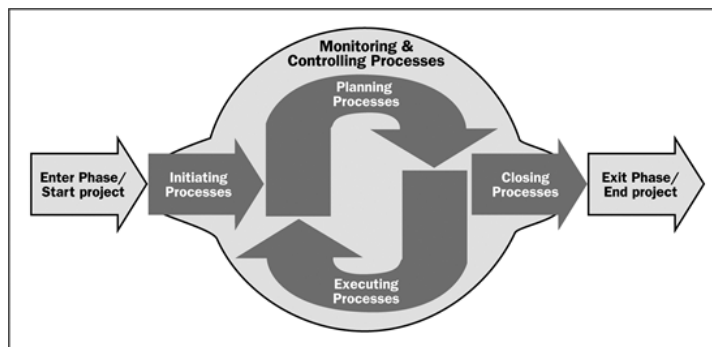 Monitoring &
Controlling Processes
Planning
Processes
Enter Phase/
Start project
Initiating
Processes
Closing
Processes
Exit Phase/
End project
Executing
Processes